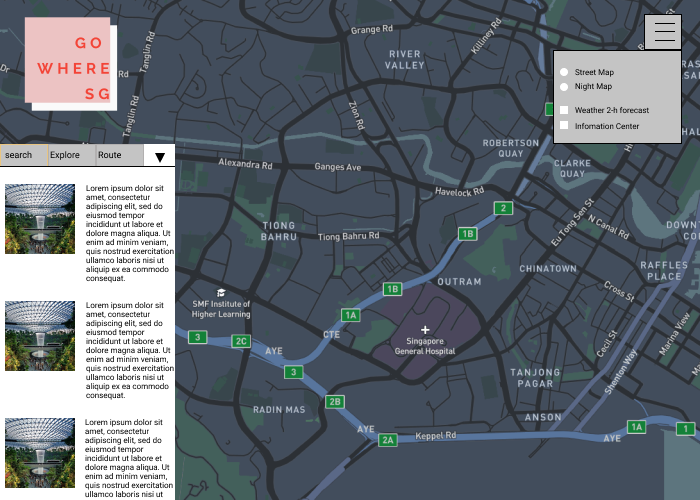 GO
WHERE
SG
Dr
Rd
Tanglin Rd
Tanglin Rd
Grange Rd
RIVER
VALLEY
Killiney Rd
Zion Rd
Street Map
Night Map
Weather 2-h forecast
Infomation Center
ROBERTSON
QUAY
CLARKE
QUAY
search
Explore
Route
▼
Alexandra Rd
Ganges Ave
Havelock Rd
2
1B
TIONG
BAHRU
Tiong Bahru Rd
Eu Tong Sen St
N Canal Rd
CHINATOWN
RAFFLES
PLACE
OUTRAM
1B
1A
Cross St
SMF Institute of
Higher Learning
3
2C
CTE
AYE
3
Singapore
General Hospital
Cecil St
Shenton Way
Marina View
TANJONG
PAGAR
2B
RADIN MAS
ANSON
AYE
2A
Keppel Rd
AYE
1A
1
Lorem ipsum dolor sit
amet, consectetur
adipiscing elit, sed do
eiusmod tempor
incididunt ut labore et
dolore magna aliqua. Ut
enim ad minim veniam,
quis nostrud exercitation
ullamco laboris nisi ut
aliquip ex ea commodo
consequat.
Lorem ipsum dolor sit
amet, consectetur
adipiscing elit, sed do
eiusmod tempor
incididunt ut labore et
dolore magna aliqua. Ut
enim ad minim veniam,
quis nostrud exercitation
ullamco laboris nisi ut
aliquip ex ea commodo
consequat.
Lorem ipsum dolor sit
amet, consectetur
adipiscing elit, sed do
eiusmod tempor
incididunt ut labore et
dolore magna aliqua. Ut
enim ad minim veniam,
quis nostrud exercitation
ullamco laboris nisi ut